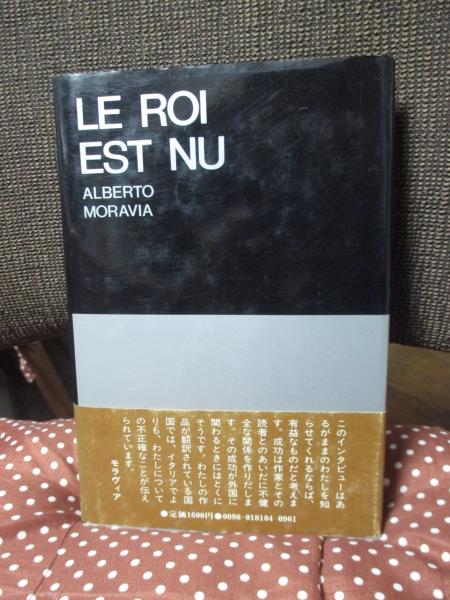 LE ROI
EST NU
ALBERTO
MORAVIA
このインタビューはあ
るがままのわたしを知
らせてくれるならば、
有益なものだと考えま
す。成功は作家とその
読者とのあいだに不健
全な関係を作りだしま
す。その成功が外国に
関わるときにはとくに
そうです。わたしの作
品が翻訳されている国
国では、イタリアでよ
りも、わたしについて
の不正確なことが伝え
られています。
モラヴィア
●定価1600円●0098-018104-0961